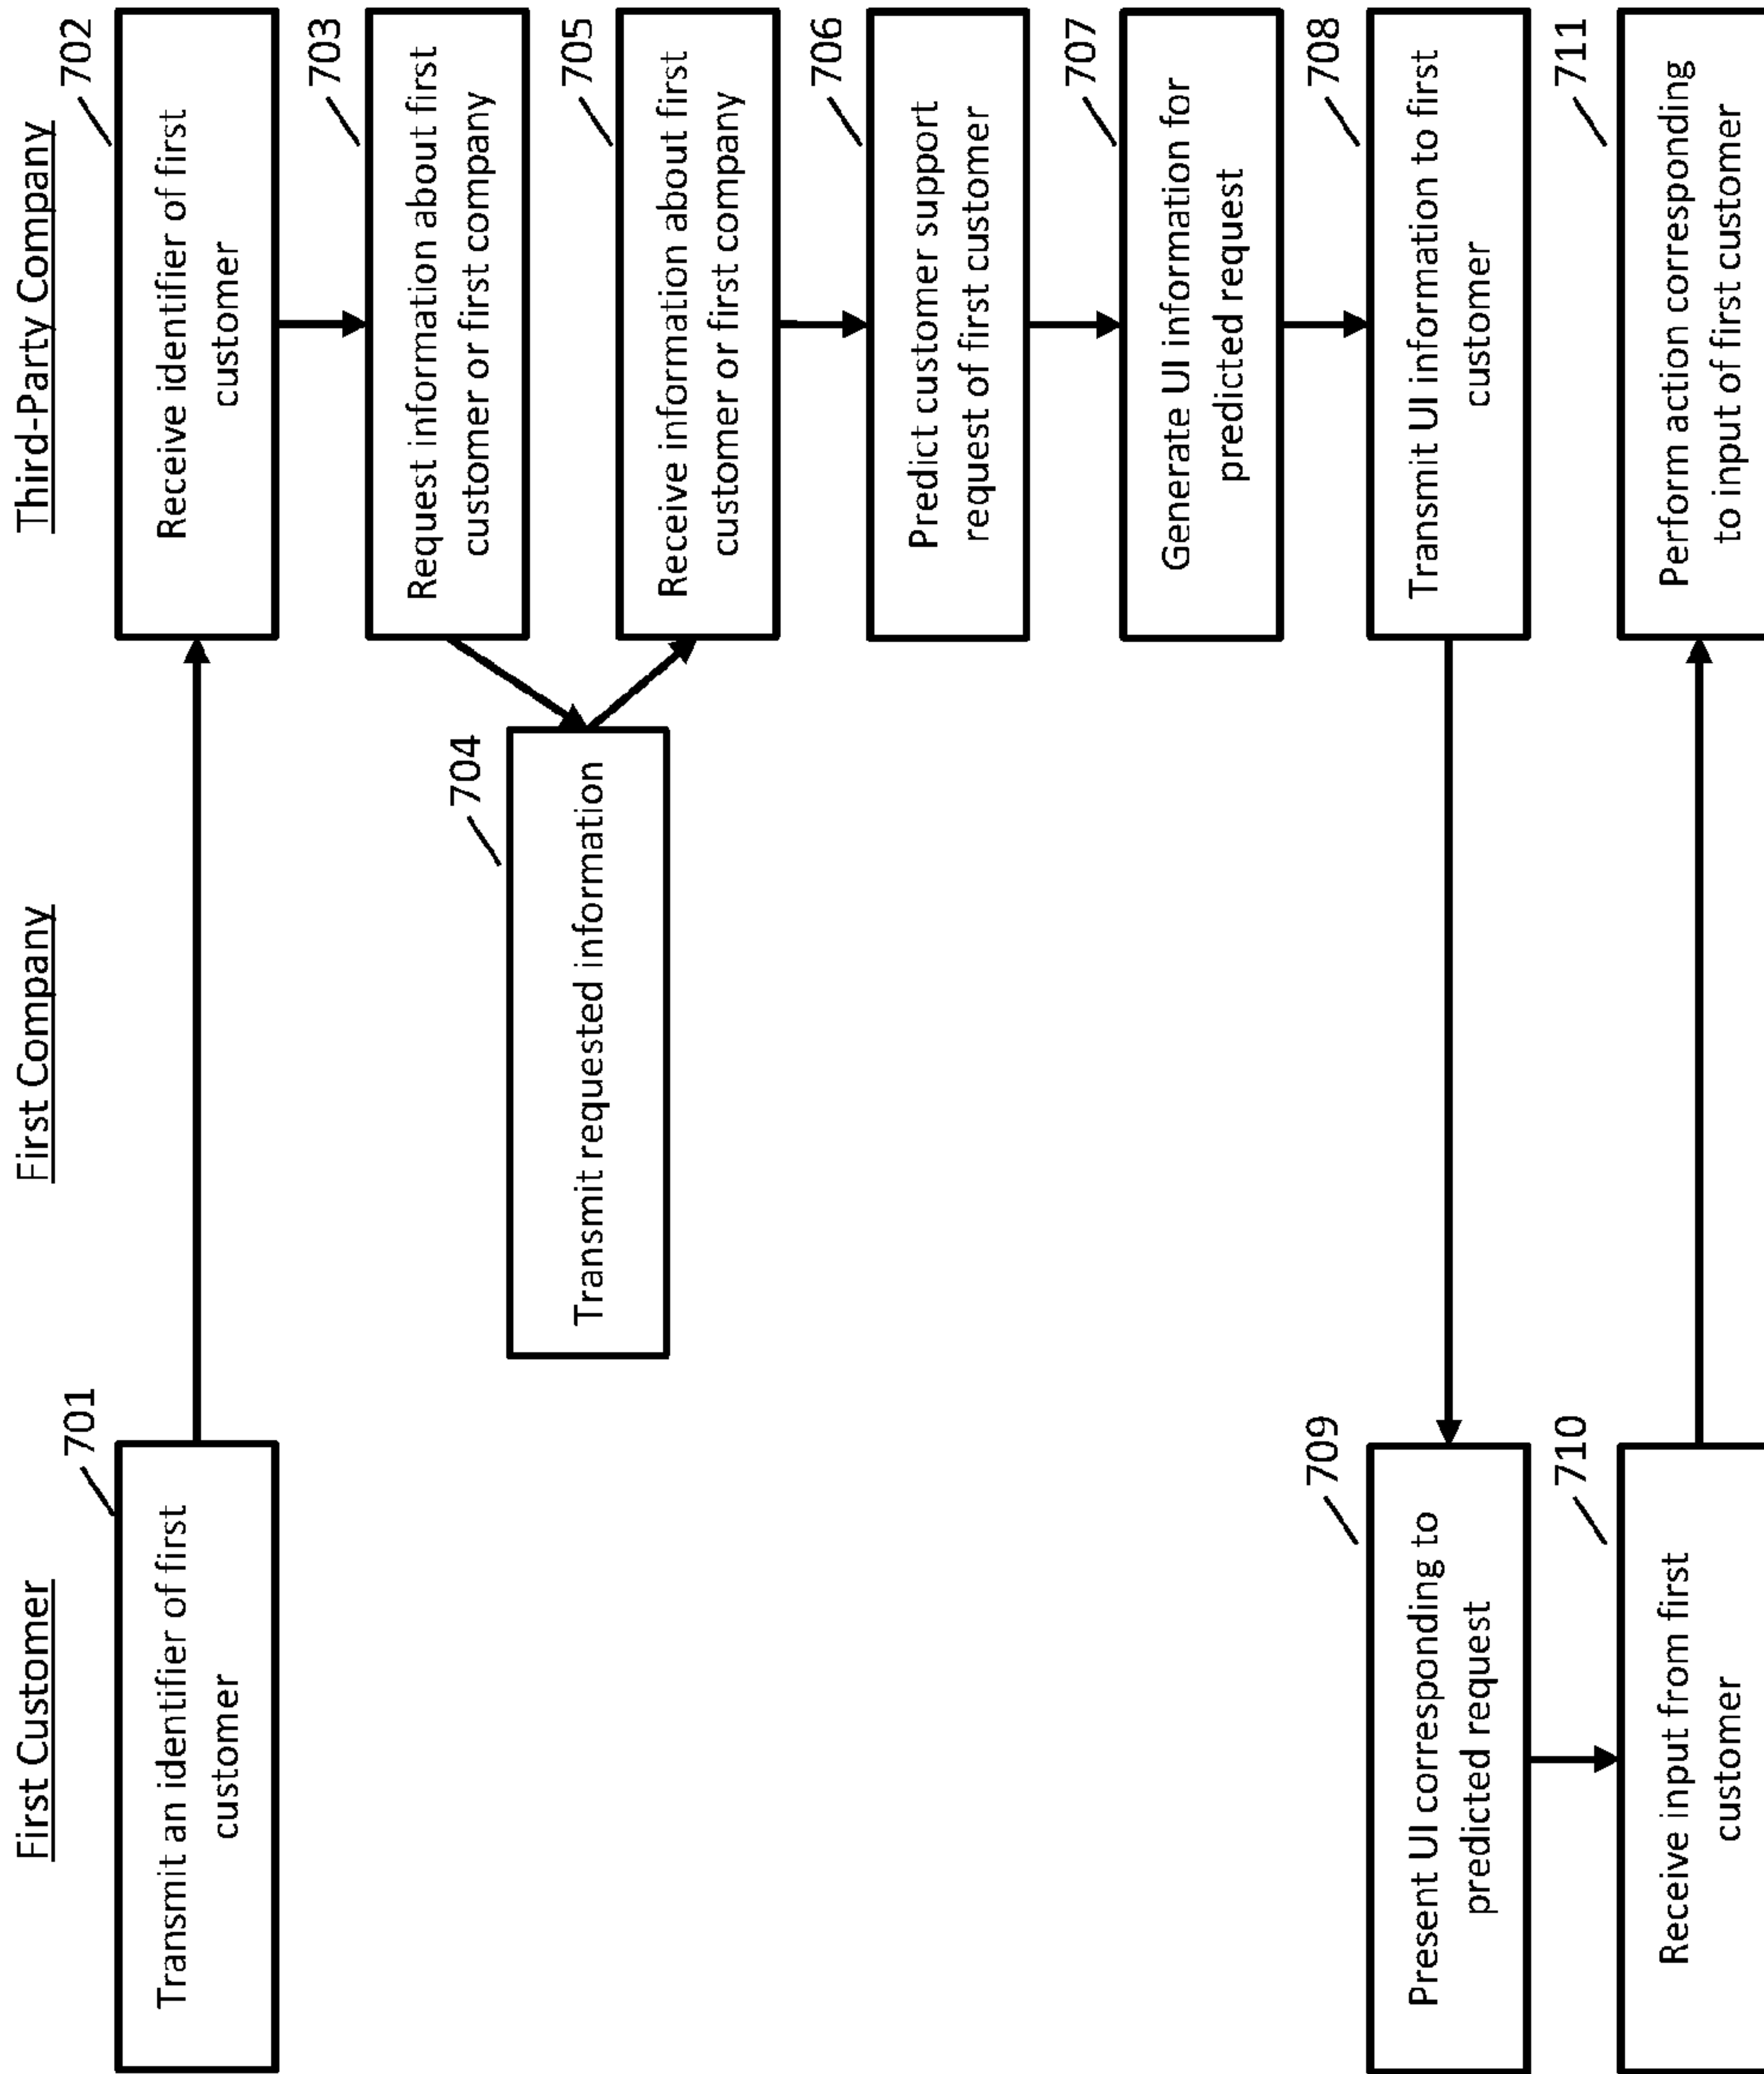 First Customer
First Company
Third-Party Company
701
Transmit an identifier of first
customer
702
Receive identifier of first
customer
703
Request information about first
customer or first company
704
Transmit requested information
705
Receive information about first
customer or first company
706
Predict customer support
request of first customer
707
Generate UI information for
predicted request
708
Transmit UI information to first
customer
709
Present UI corresponding to
predicted request
710
Receive input from first
customer
711
Perform action corresponding
to input of first customer